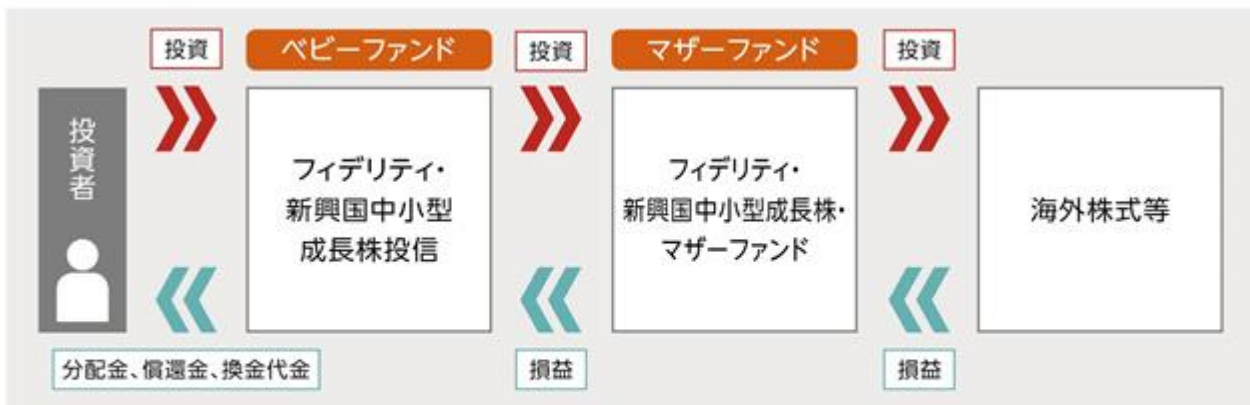 投資
ベビーファンド
投資
マザーファンド
投資
投資者
フィデリティ・
新興国中小型
成長株投信
フィデリティ・
新興国中小型成長株・
マザーファンド
海外株式等
分配金、償還金、換金代金
損益
損益